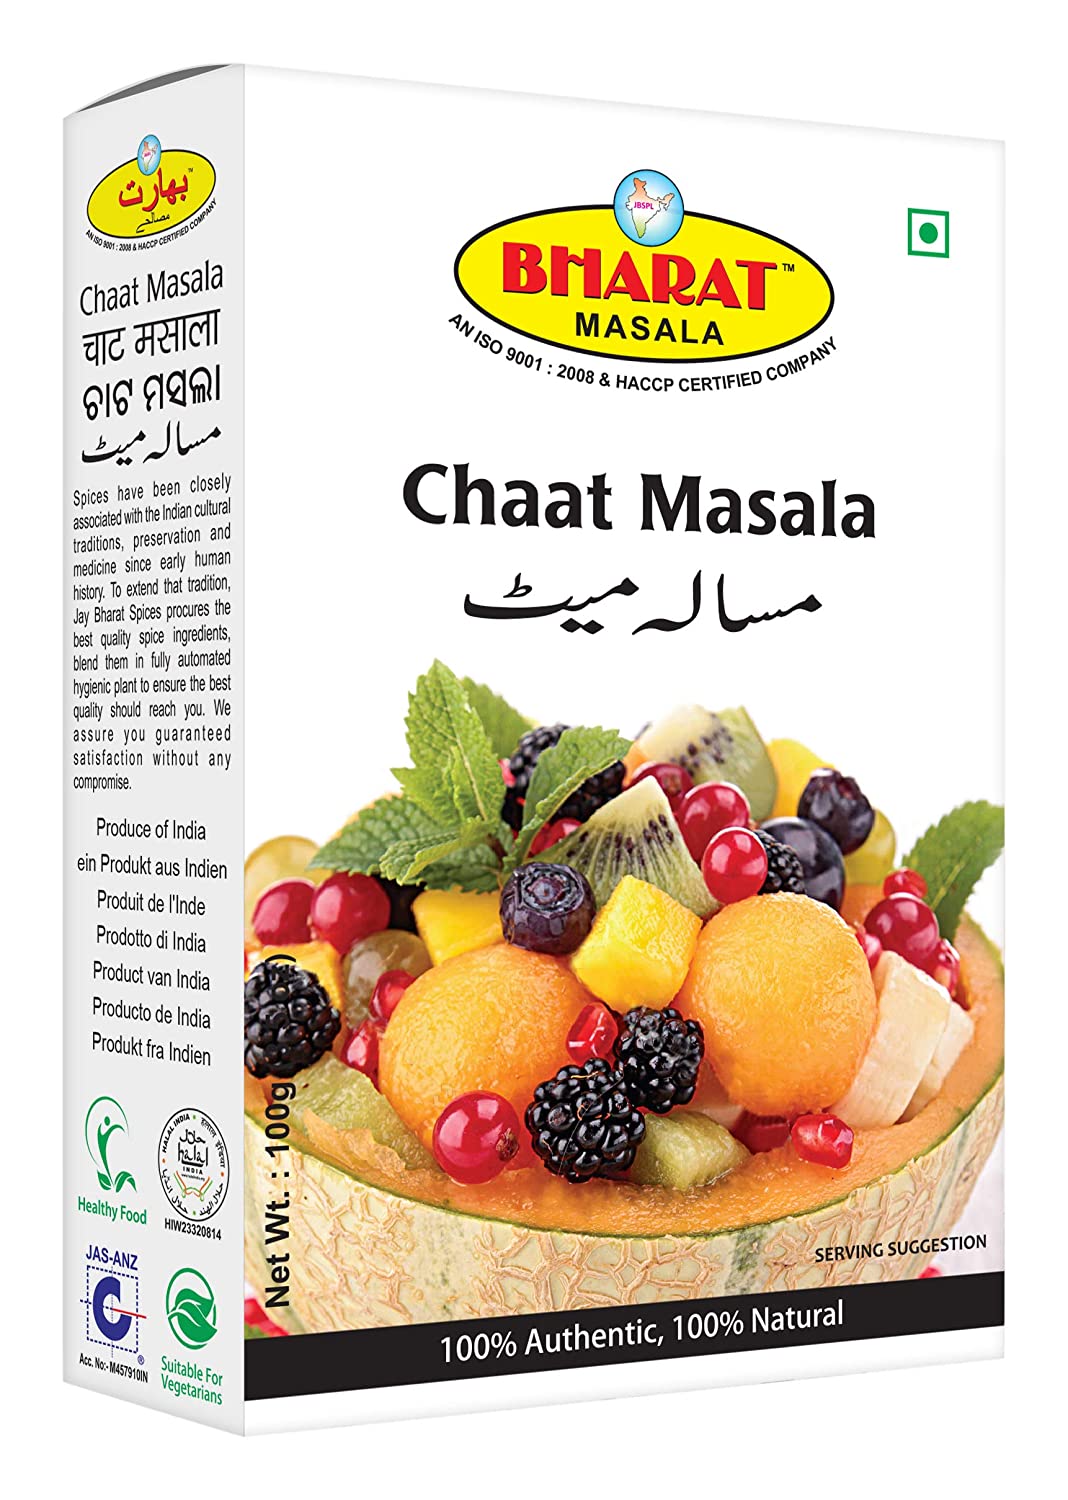 بھارت
مصالحے
AN ISO 9001 : 2008 & HACCP CERTIFIED COMPANY
Chaat Masala
चाट मसाला
ଚାଟ ମସଲା
مسالہ میٹ
Spices have been closely
associated with the Indian cultural
traditions, preservation and
medicine since early human
history. To extend that tradition,
Jay Bharat Spices procures the
best quality spice ingredients,
blend them in fully automated
hygienic plant to ensure the best
quality should reach you. We
assure you guaranteed
satisfaction without any
compromise.
Produce of India
ein Produkt aus Indien
Produit de l'Inde
Prodotto di India
Product van India
Producto de India
Produkt fra Indien
Healthy Food
HALAL INDIA
halal
INDIA
HIW23320814
JAS-ANZ
Acc. No:- M457910IN
Suitable For
Vegetarians
JBSPL
BHARAT™
MASALA
AN ISO 9001 : 2008 & HACCP CERTIFIED COMPANY
Chaat Masala
مسالہ میٹ
Net Wt. : 100g
SERVING SUGGESTION
100% Authentic, 100% Natural